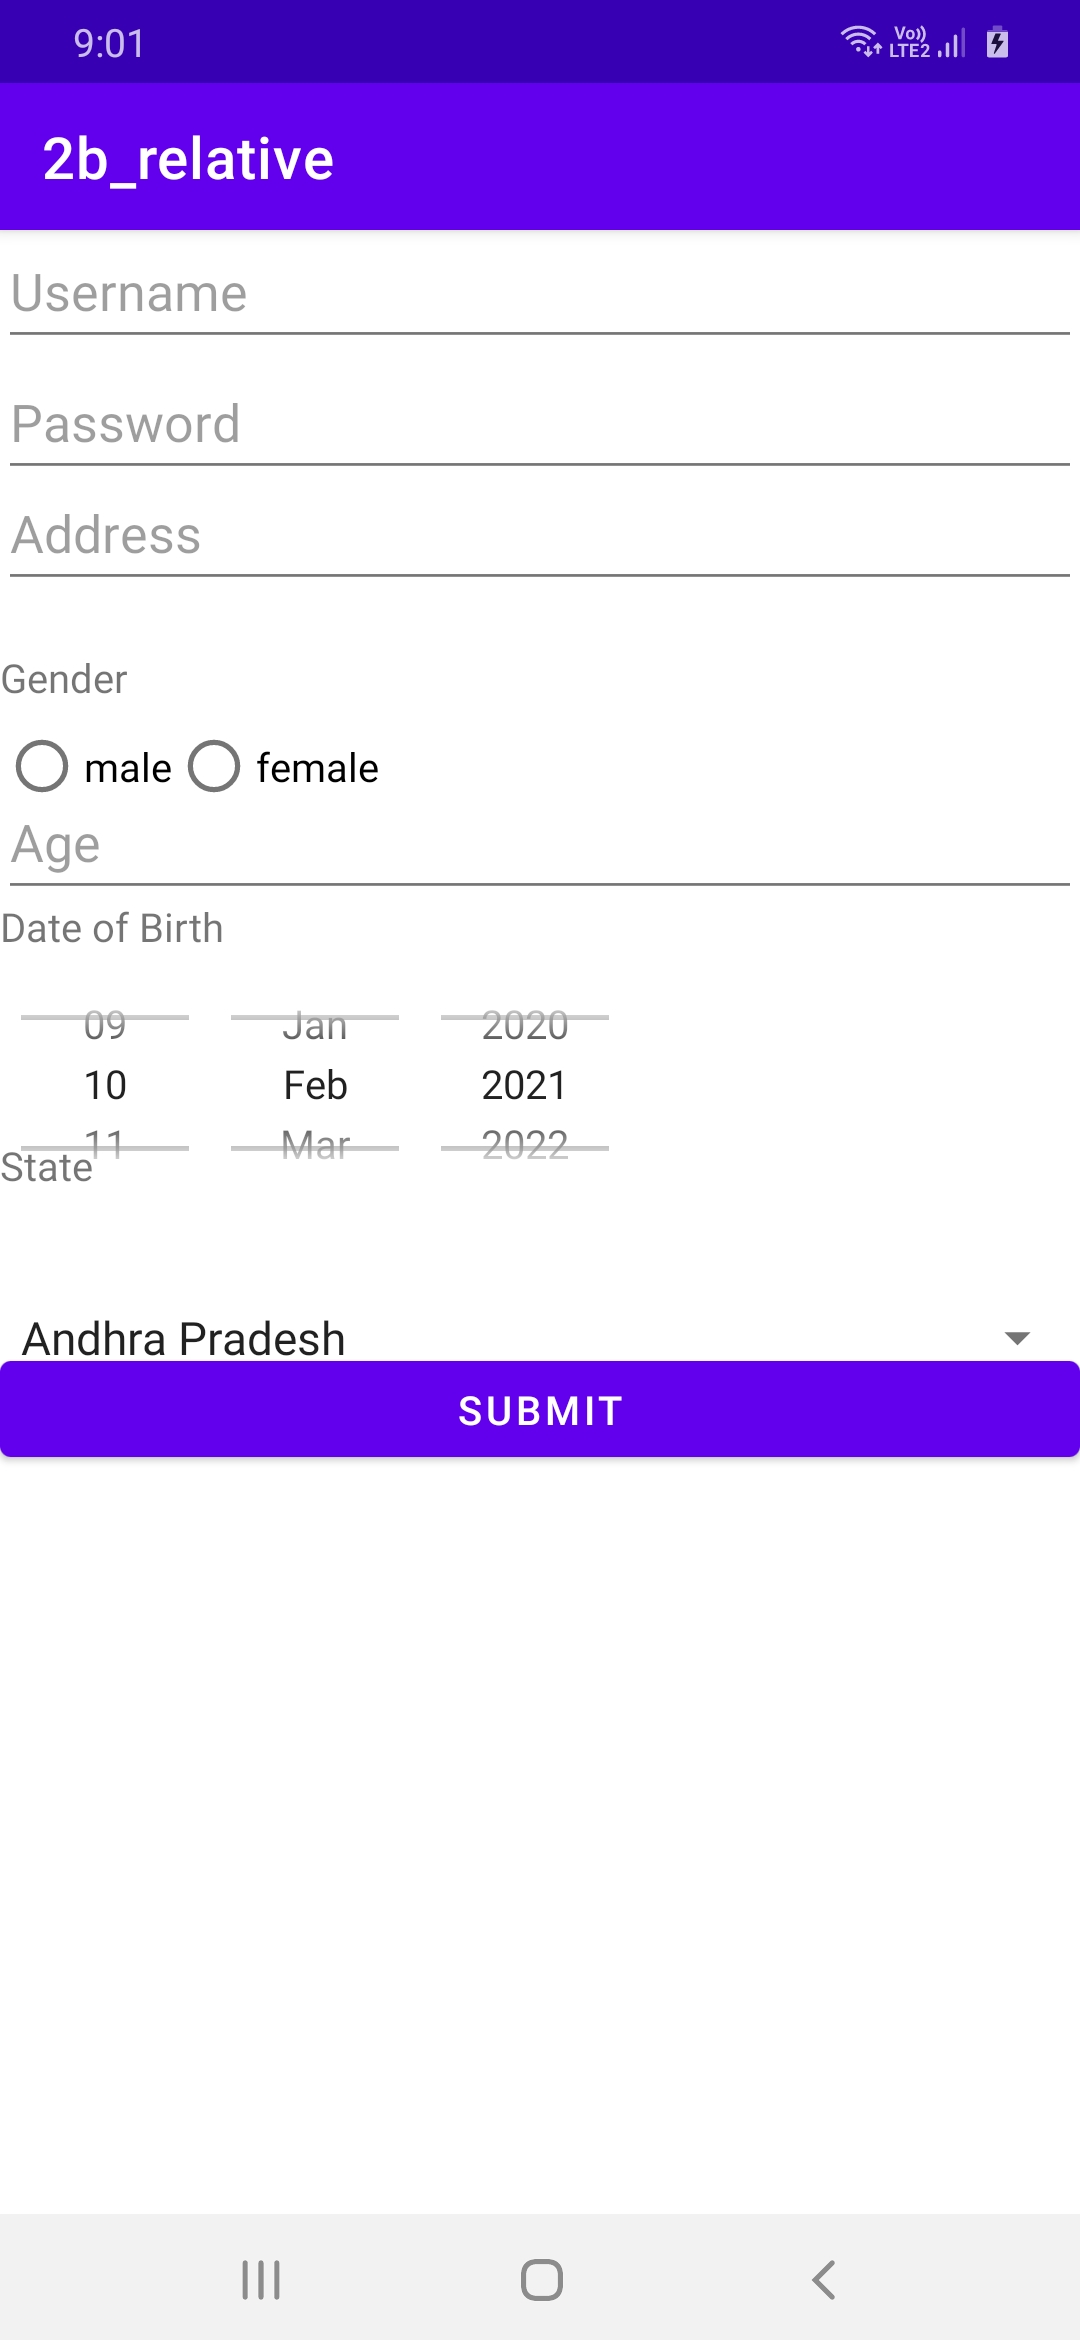 9:01 Vo)) LTE2
2b_relative
Username
Password
Address
Gender
male female
Age
Date of Birth
09 Jan 2020
10 Feb 2021
11 Mar 2022
State
Andhra Pradesh
SUBMIT